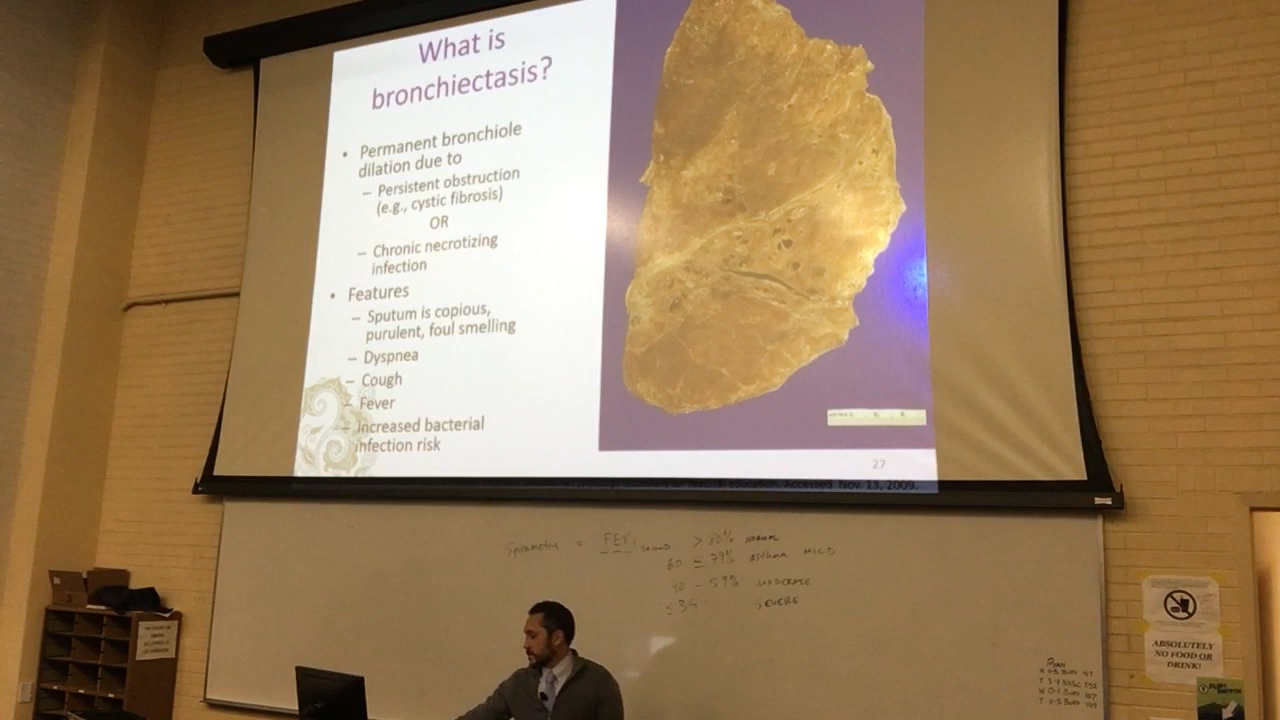 What is
bronchiectasis?
• Permanent bronchiole
dilation due to
– Persistent obstruction
(e.g., cystic fibrosis)
OR
– Chronic necrotizing
infection
• Features
– Sputum is copious,
purulent, foul smelling
– Dyspnea
– Cough
– Fever
– Increased bacterial
infection risk
27
Accessed Nov. 13, 2009.
= FEV1 > 80% NORMAL
60 ≤ 79% ASTHMA MILD
40 - 59% MODERATE
SEVERE
ABSOLUTELY
NO FOOD OR
DRINK!
RYAN